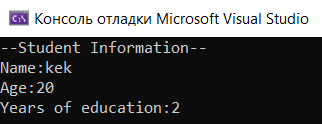 Консоль отладки Microsoft Visual Studio
--Student Information--
Name:kek
Age:20
Years of education:2